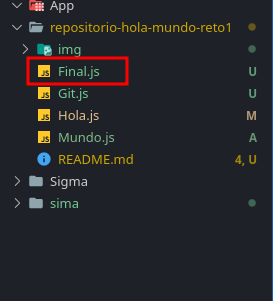 App
repositorio-hola-mundo-reto1
img
JS Final.js U
JS Git.js U
JS Hola.js M
JS Mundo.js A
README.md 4, U
Sigma
sima